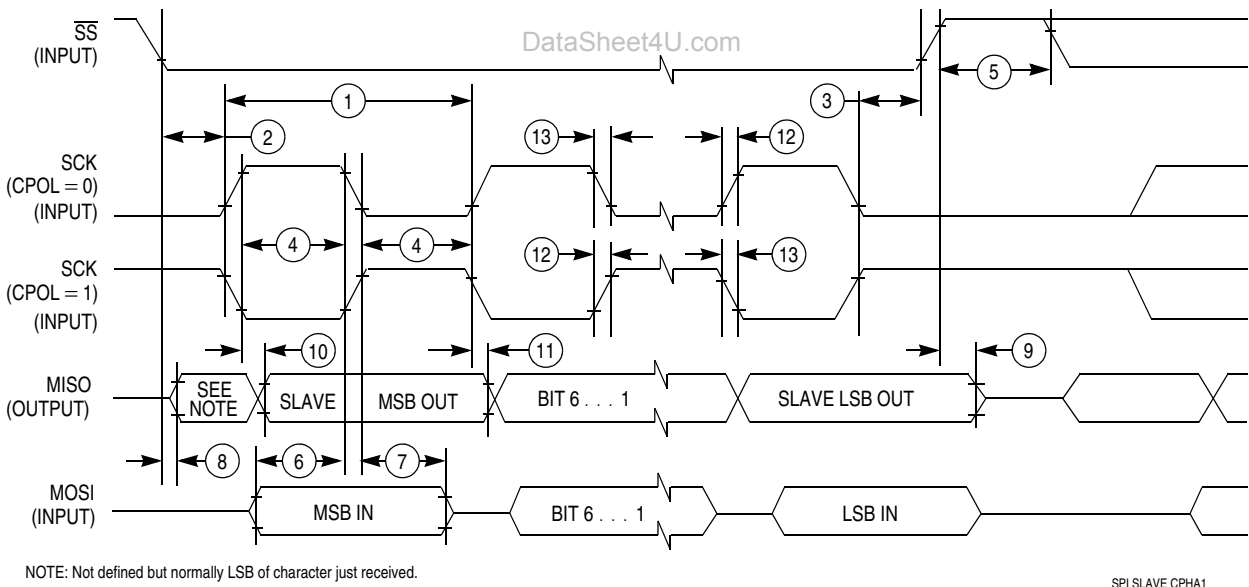 SS
(INPUT)
DataSheet4U.com
5
1
3
2
13
12
SCK
(CPOL = 0)
(INPUT)
4
4
12
13
SCK
(CPOL = 1)
(INPUT)
10
11
9
MISO
(OUTPUT)
SEE
NOTE
SLAVE
MSB OUT
BIT 6 . . . 1
SLAVE LSB OUT
8
6
7
MOSI
(INPUT)
MSB IN
BIT 6 . . . 1
LSB IN
NOTE: Not defined but normally LSB of character just received.
SPI SLAVE CPHA1